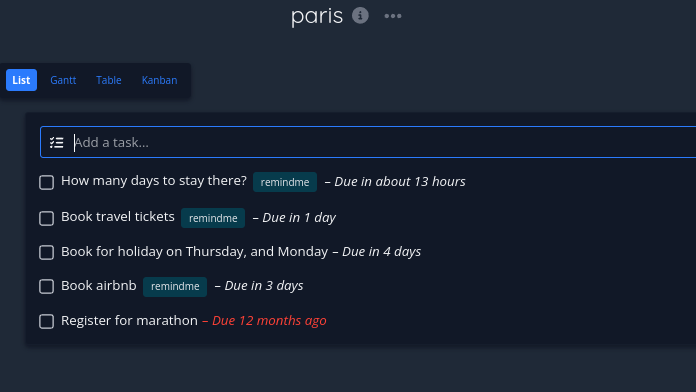 paris
List Gantt Table Kanban
Add a task...
How many days to stay there? remindme – Due in about 13 hours
Book travel tickets remindme – Due in 1 day
Book for holiday on Thursday, and Monday – Due in 4 days
Book airbnb remindme – Due in 3 days
Register for marathon – Due 12 months ago